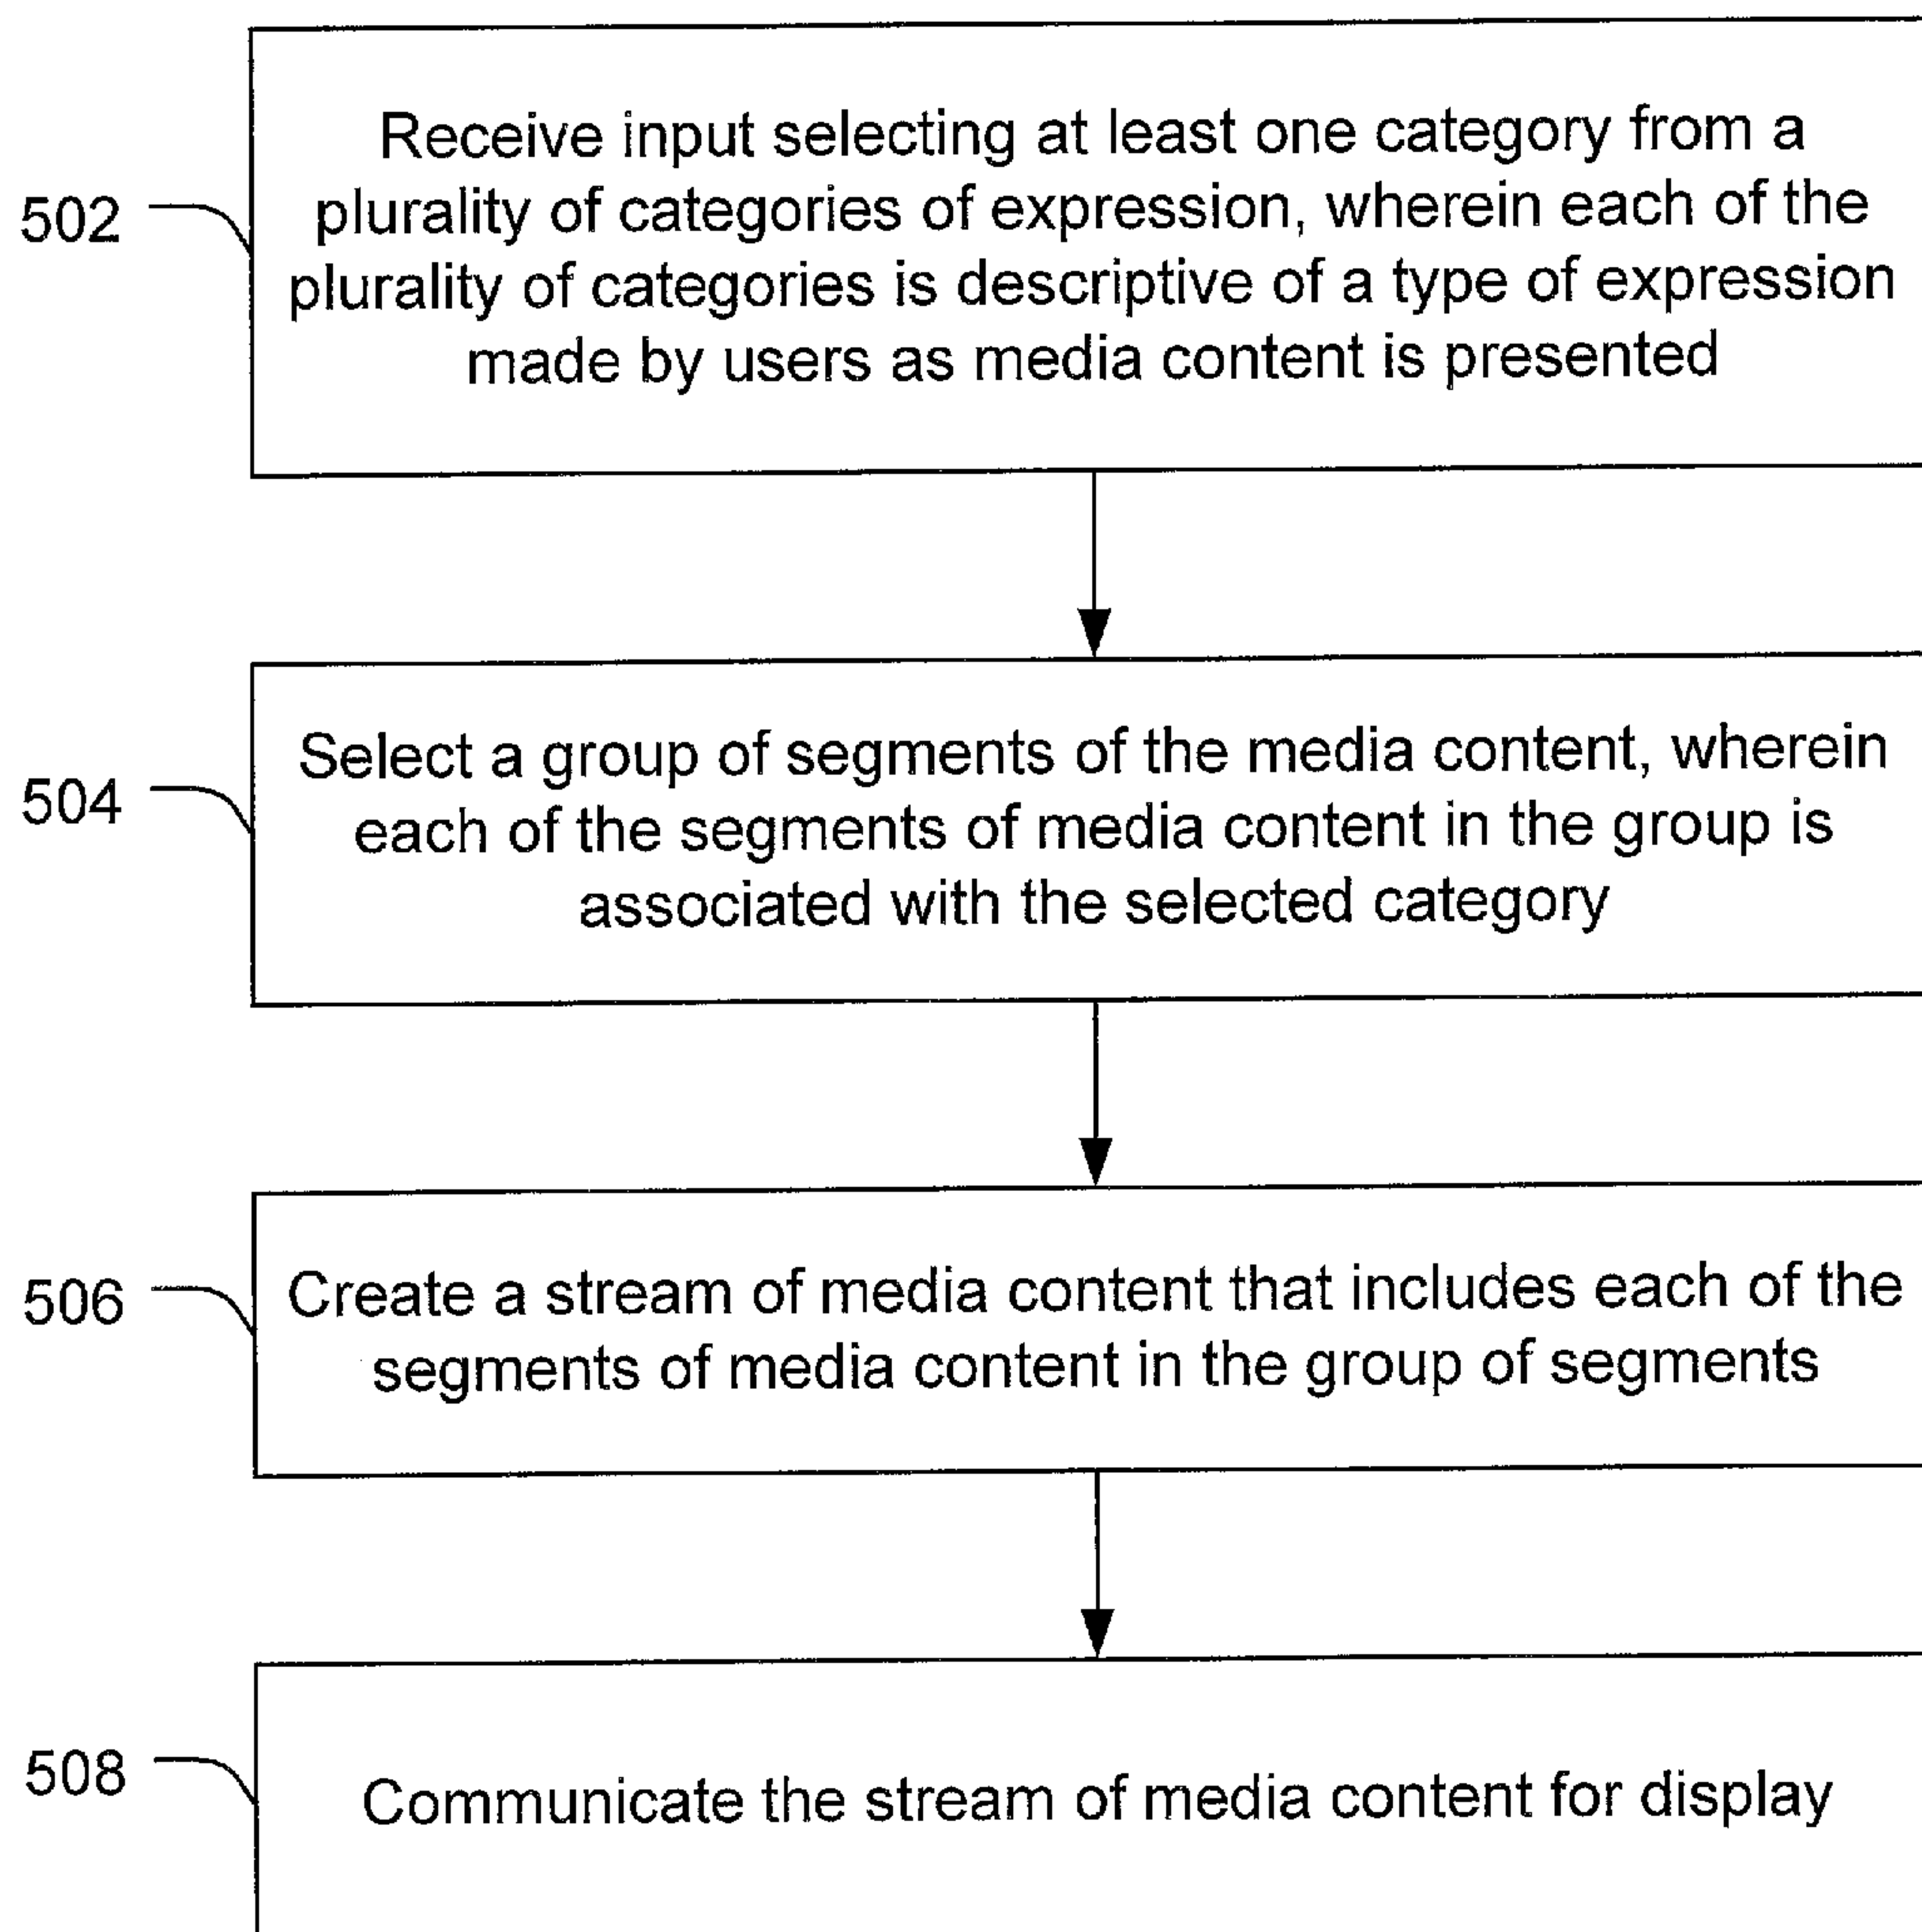 502
Receive input selecting at least one category from a
plurality of categories of expression, wherein each of the
plurality of categories is descriptive of a type of expression
made by users as media content is presented
504
Select a group of segments of the media content, wherein
each of the segments of media content in the group is
associated with the selected category
506
Create a stream of media content that includes each of the
segments of media content in the group of segments
508
Communicate the stream of media content for display